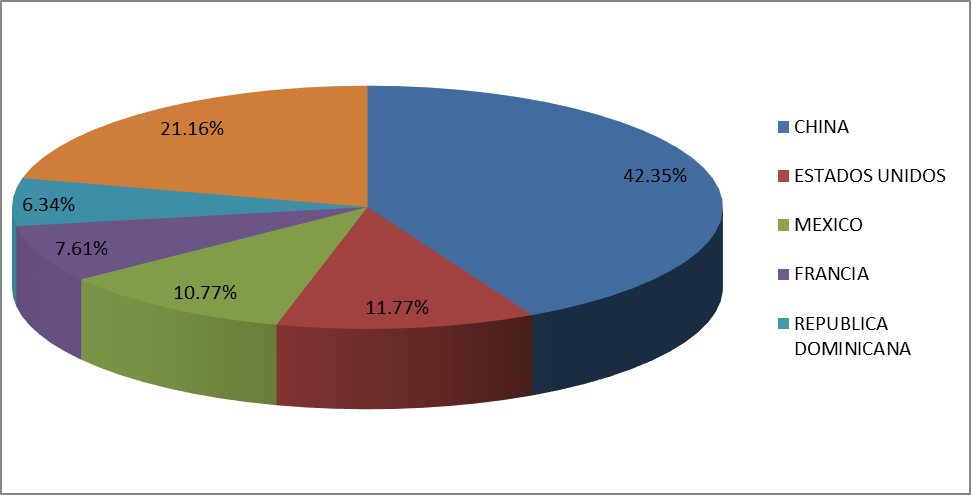 21.16%
42.35%
6.34%
7.61%
10.77%
11.77%
CHINA
ESTADOS UNIDOS
MEXICO
FRANCIA
REPUBLICA
DOMINICANA